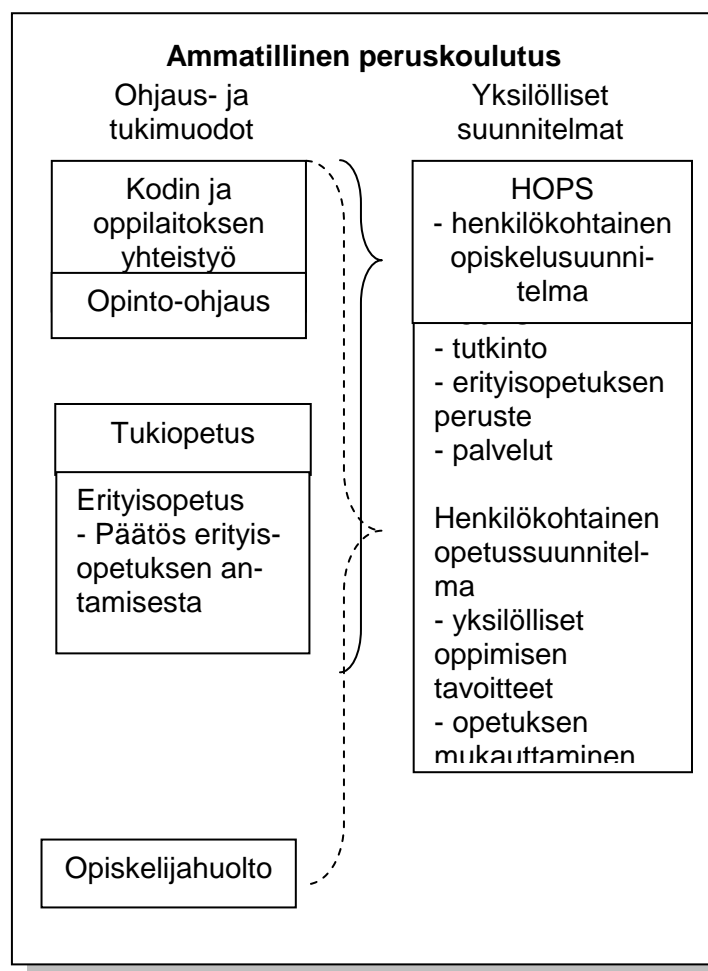 Ammatillinen peruskoulutus
Ohjaus- ja
tukimuodot
Kodin ja
oppilaitoksen
yhteistyö
Opinto-ohjaus
Tukiopetus
Erityisopetus
- Päätös erityis-
opetuksen an-
tamisesta
Opiskelijahuolto
Yksilölliset
suunnitelmat
HOPS
- henkilökohtainen
opiskelusuunni-
telma
- tutkinto
- erityisopetuksen
peruste
- palvelut
Henkilökohtainen
opetussuunnitel-
ma
- yksilölliset
oppimisen
tavoitteet
- opetuksen
mukauttaminen